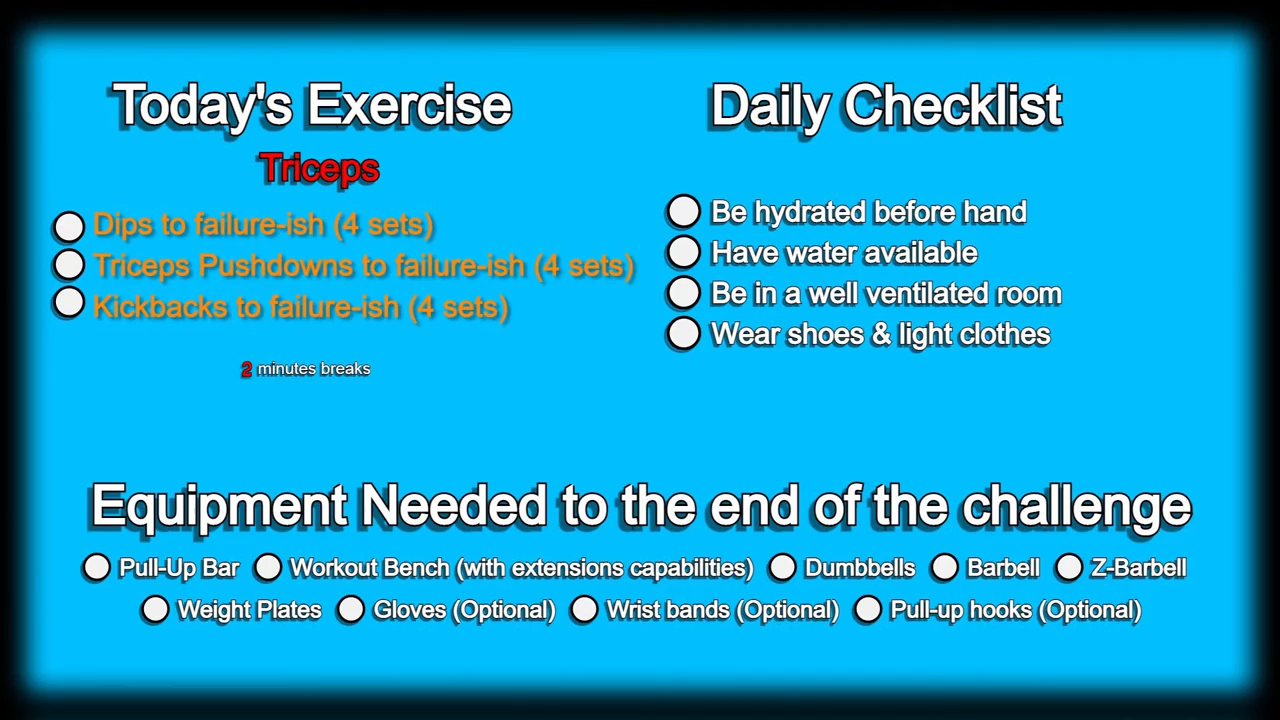 Today's Exercise
Triceps
Dips to failure-ish (4 sets)
Triceps Pushdowns to failure-ish (4 sets)
Kickbacks to failure-ish (4 sets)
2 minutes breaks
Daily Checklist
Be hydrated before hand
Have water available
Be in a well ventilated room
Wear shoes & light clothes
Equipment Needed to the end of the challenge
Pull-Up Bar Workout Bench (with extensions capabilities) Dumbbells Barbell Z-Barbell
Weight Plates Gloves (Optional) Wrist bands (Optional) Pull-up hooks (Optional)